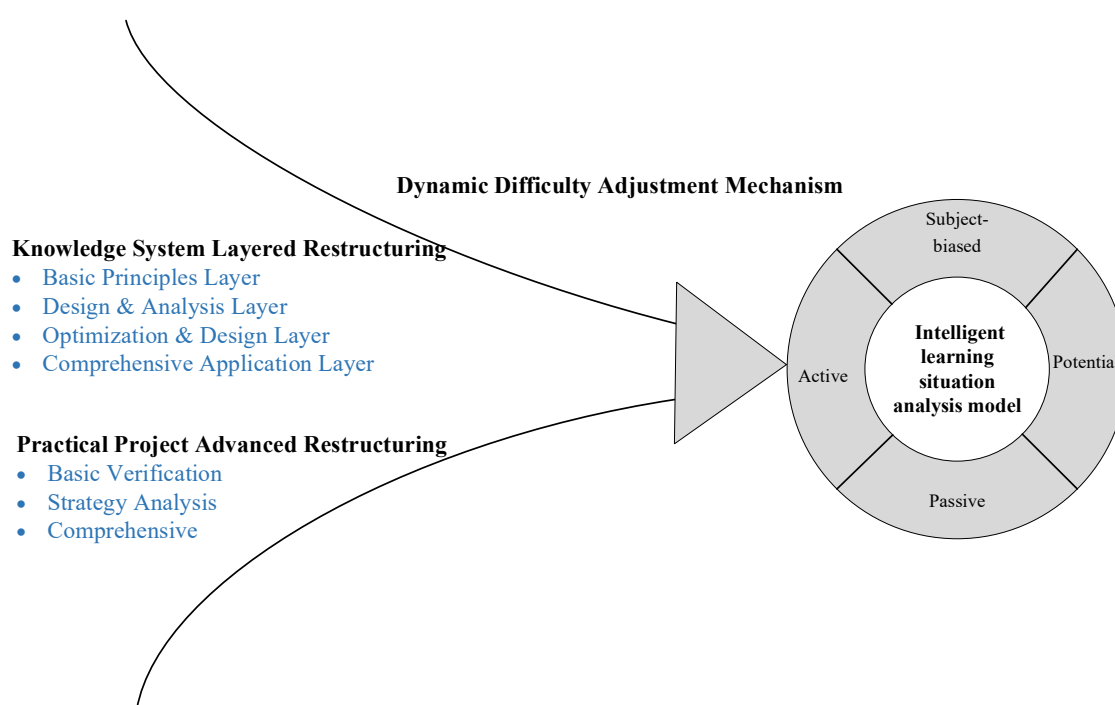 Dynamic Difficulty Adjustment Mechanism
Knowledge System Layered Restructuring
• Basic Principles Layer
• Design & Analysis Layer
• Optimization & Design Layer
• Comprehensive Application Layer
Practical Project Advanced Restructuring
• Basic Verification
• Strategy Analysis
• Comprehensive
Subject-
biased
Active
Intelligent
learning
situation
analysis model
Potential
Passive